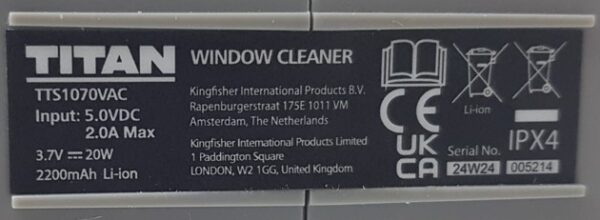 TITAN
TTS1070VAC
Input: 5.0VDC
2.0A Max
3.7V ⎓ 20W
2200mAh Li-ion
WINDOW CLEANER
Kingfisher International Products B.V.
Rapenburgerstraat 175E 1011 VM
Amsterdam, The Netherlands
Kingfisher International Products Limited
1 Paddington Square
LONDON, W2 1GG, United Kingdom
CE
UK
CA
Li-ion
IPX4
Serial No.
24W24 005214